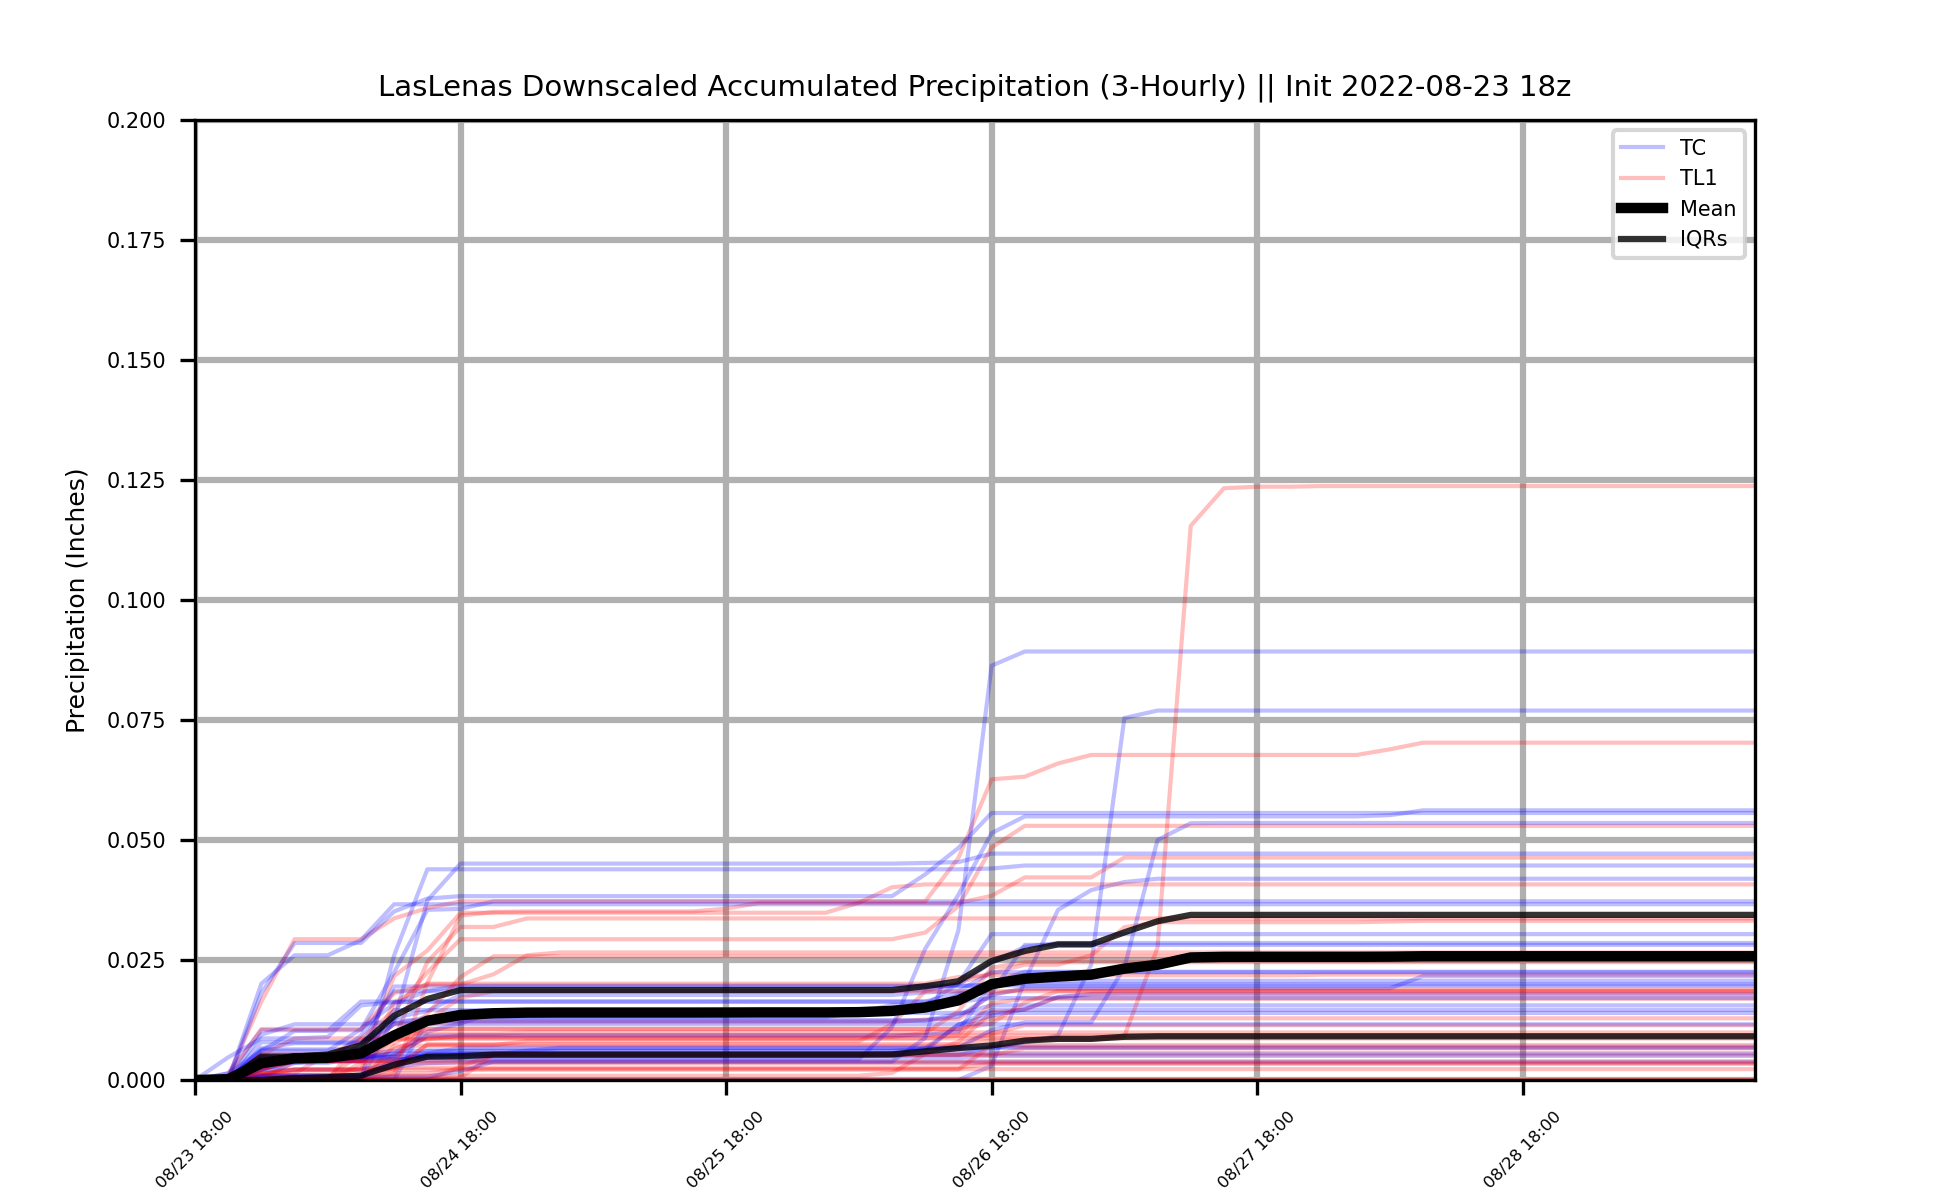 LasLenas Downscaled Accumulated Precipitation (3-Hourly) || Init 2022-08-23 18z
TC
TL1
Mean
IQRs
Precipitation (Inches)
0.200
0.175
0.150
0.125
0.100
0.075
0.050
0.025
0.000
08/23 18:00
08/24 18:00
08/25 18:00
08/26 18:00
08/27 18:00
08/28 18:00